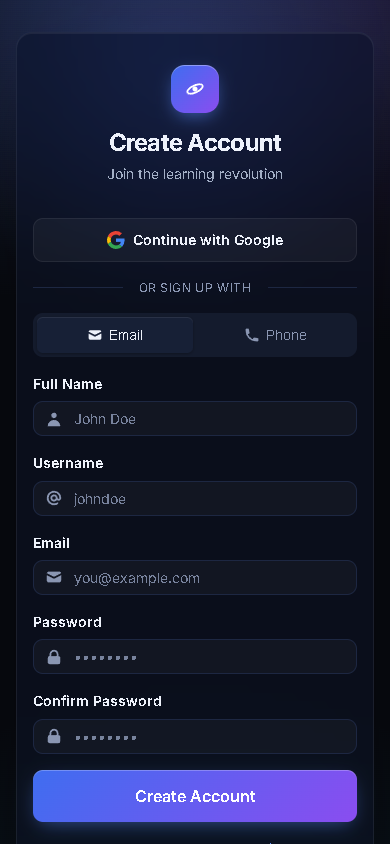 Create Account
Join the learning revolution
Continue with Google
OR SIGN UP WITH
Email
Phone
Full Name
John Doe
Username
johndoe
Email
you@example.com
Password
••••••••
Confirm Password
••••••••
Create Account